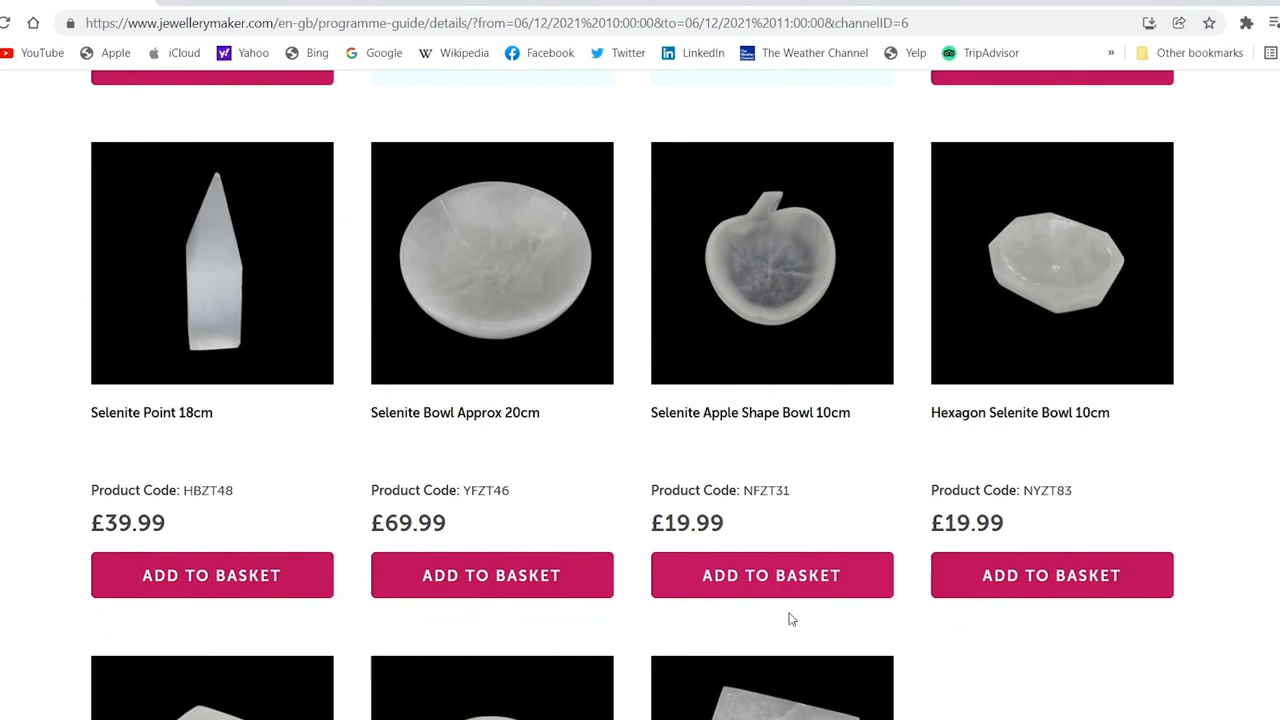 https://www.jewellerymaker.com/en-gb/programme-guide/details/?from=06/12/2021%2010:00:00&to=06/12/2021%2011:00:00&channelID=6
YouTube Apple iCloud Yahoo Bing Google Wikipedia Facebook Twitter LinkedIn The Weather Channel Yelp TripAdvisor » Other bookmarks
Selenite Point 18cm
Product Code: HBZT48
£39.99
ADD TO BASKET
Selenite Bowl Approx 20cm
Product Code: YFZT46
£69.99
ADD TO BASKET
Selenite Apple Shape Bowl 10cm
Product Code: NFZT31
£19.99
ADD TO BASKET
Hexagon Selenite Bowl 10cm
Product Code: NYZT83
£19.99
ADD TO BASKET